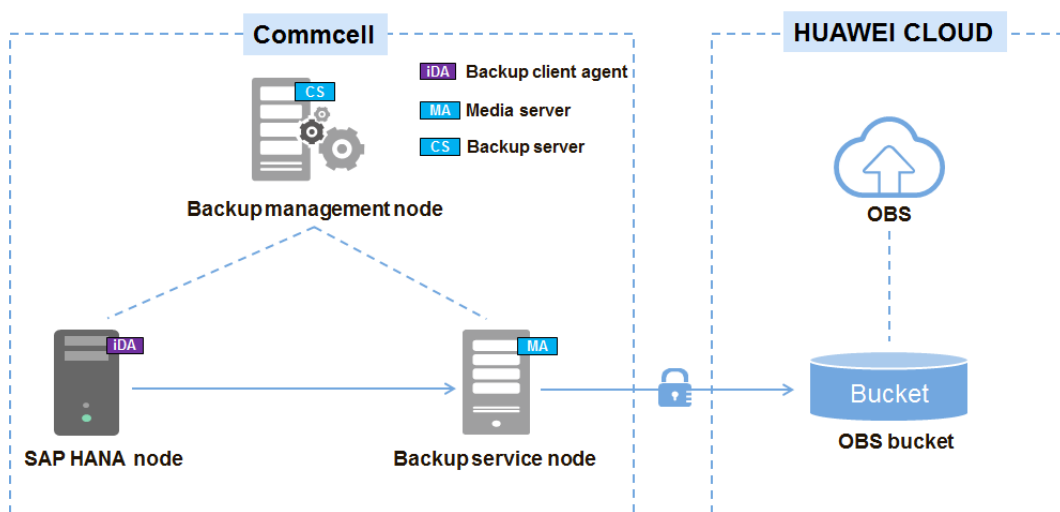 Commcell
HUAWEI CLOUD
CS
iDA Backup client agent
MA Media server
CS Backup server
Backup management node
OBS
iDA
MA
Bucket
SAP HANA node
Backup service node
OBS bucket